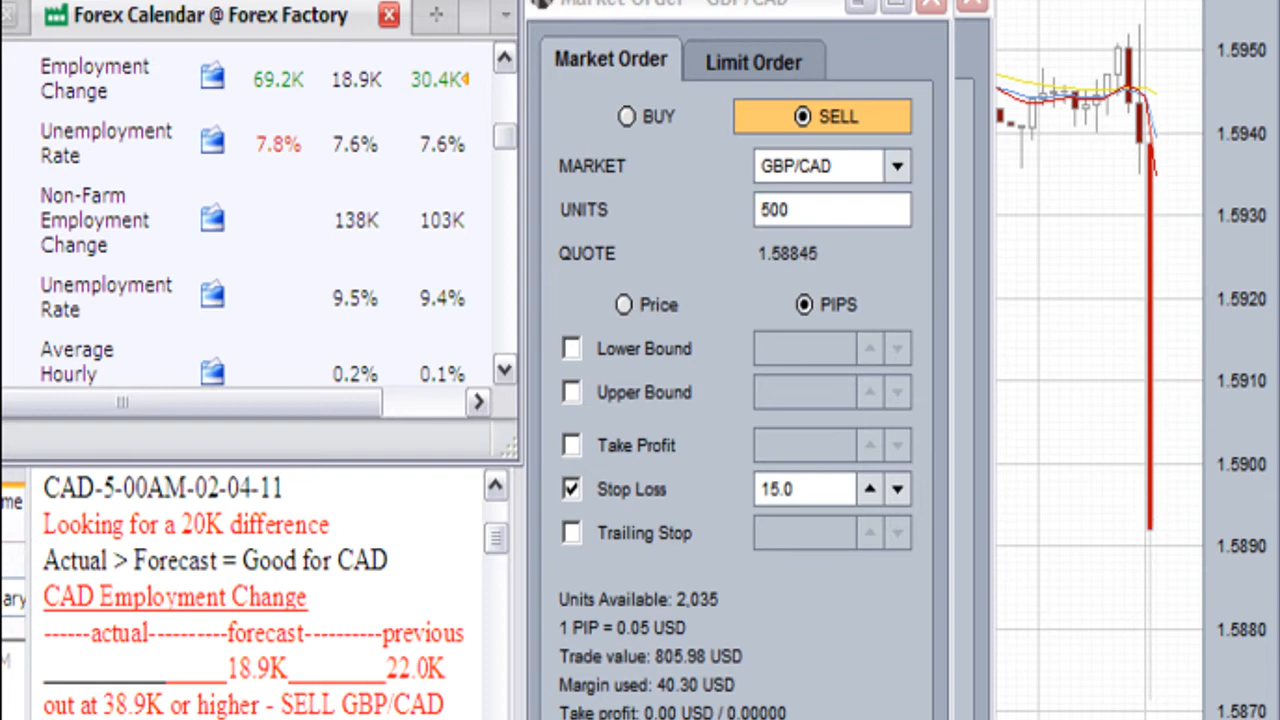 Forex Calendar @ Forex Factory
Employment Change 69.2K 18.9K 30.4K
Unemployment Rate 7.8% 7.6% 7.6%
Non-Farm Employment Change 138K 103K
Unemployment Rate 9.5% 9.4%
Average Hourly 0.2% 0.1%
CAD-5-00AM-02-04-11
Looking for a 20K difference
Actual > Forecast = Good for CAD
CAD Employment Change
------actual----------forecast----------previous
18.9K 22.0K
out at 38.9K or higher - SELL GBP/CAD
Market Order - GBP/CAD
Market Order Limit Order
BUY SELL
MARKET GBP/CAD
UNITS 500
QUOTE 1.58845
Price PIPS
Lower Bound
Upper Bound
Take Profit
Stop Loss 15.0
Trailing Stop
Units Available: 2,035
1 PIP = 0.05 USD
Trade value: 805.98 USD
Margin used: 40.30 USD
Take profit: 0.00 USD / 0.00000
1.5950
1.5940
1.5930
1.5920
1.5910
1.5900
1.5890
1.5880
1.5870